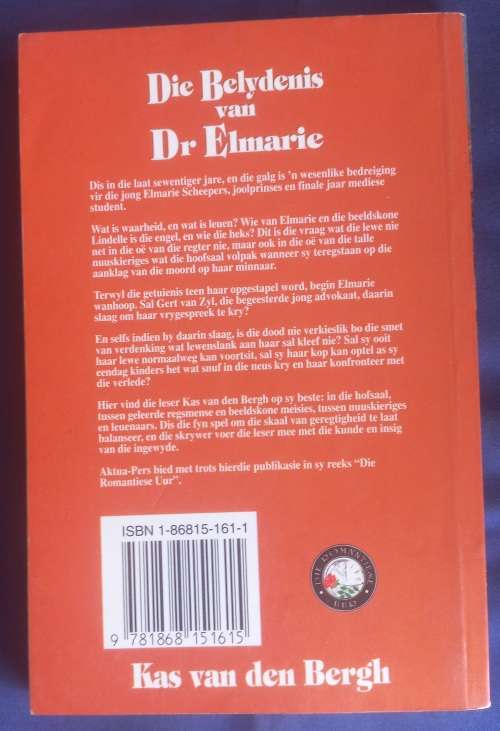 Die Belydenis
van
Dr Elmarie
Dis in die laat sewentiger jare, en die galg is 'n wesenlike bedreiging
vir die jong Elmarie Scheepers, joolprinses en finale jaar mediese
student.
Wat is waarheid, en wat is leuen? Wie van Elmarie en die beeldskone
Lindelle is die engel, en wie die heks? Dit is die vraag wat die lewe nie
net in die oë van die regter nie, maar ook in die oë van die talle
nuuskieriges wat die hoofsaal volpak wanneer sy teregstaan op die
aanklag van die moord op haar minnaar.
Terwyl die getuienis teen haar opgestapel word, begin Elmarie
wanhoop. Sal Gert van Zyl, die begeesterde jong advokaat, daarin
slaag om haar vrygespreek te kry?
En selfs indien hy daarin slaag, is die dood nie verkieslik bo die smet
van verdenking wat lewenslank aan haar sal kleef nie? Sal sy ooit
haar lewe normaalweg kan voortsit, sal sy haar kop kan optel as sy
eendag kinders het wat snuf in die neus kry en haar konfronteer met
die verlede?
Hier vind die leser Kas van den Bergh op sy beste: in die hofsaal,
tussen geleerde regsmense en beeldskone meisies, tussen nuuskieriges
en leuenaars. Dis die fyn spel om die skaal van geregtigheid te laat
balanseer, en die skrywer voer die leser mee met die kunde en insig
van die ingewyde.
Aktua-Pers bied met trots hierdie publikasie in sy reeks “Die
Romantiese Uur”.
ISBN 1-86815-161-1
9 781868 151615
DIE ROMANTIESE
UUR
Kas van den Bergh